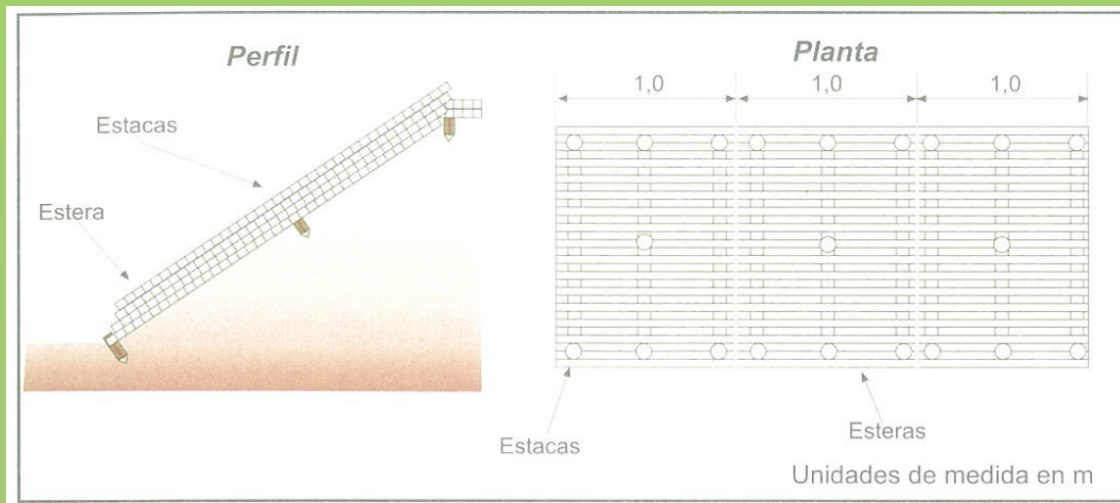 Perfil
Planta
1,0
1,0
1,0
Estacas
Estera
Estacas
Esteras
Unidades de medida en m